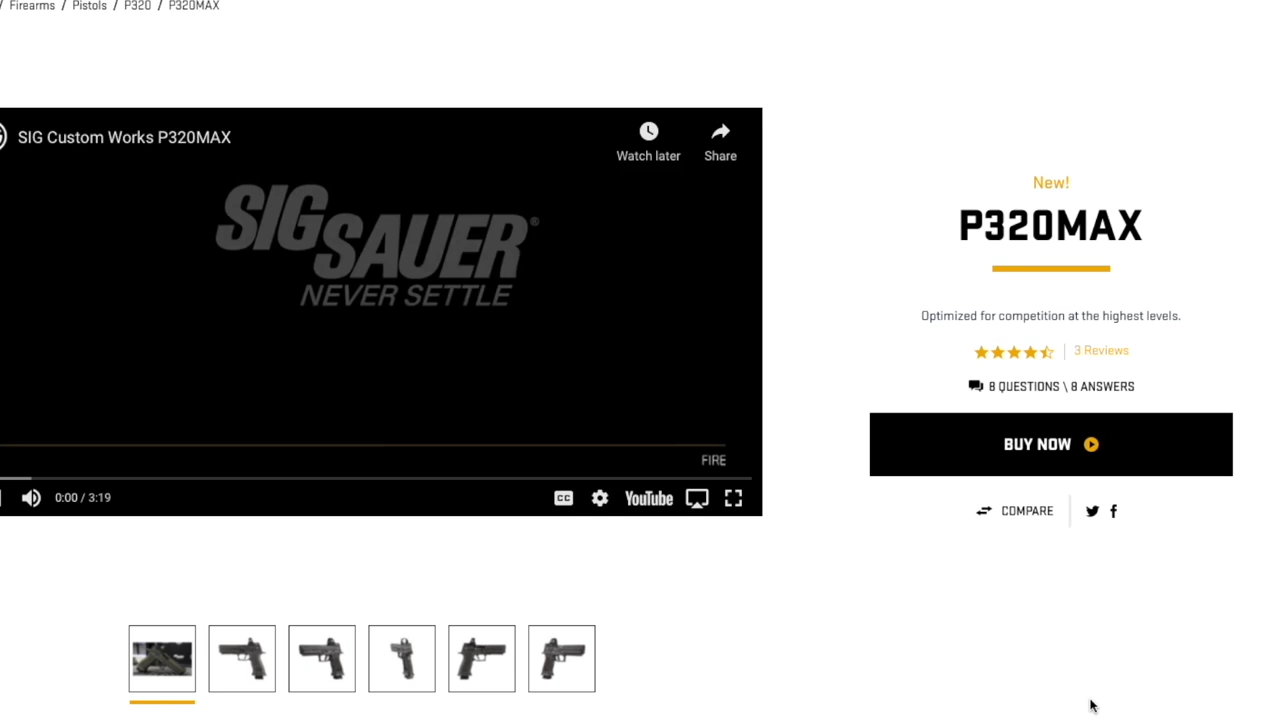 / Firearms / Pistols / P320 / P320MAX
SIG Custom Works P320MAX
Watch later
Share
SIG SAUER®
NEVER SETTLE
FIRE
0:00 / 3:19
CC
YouTube
New!
P320MAX
Optimized for competition at the highest levels.
3 Reviews
8 QUESTIONS \ 8 ANSWERS
BUY NOW
COMPARE